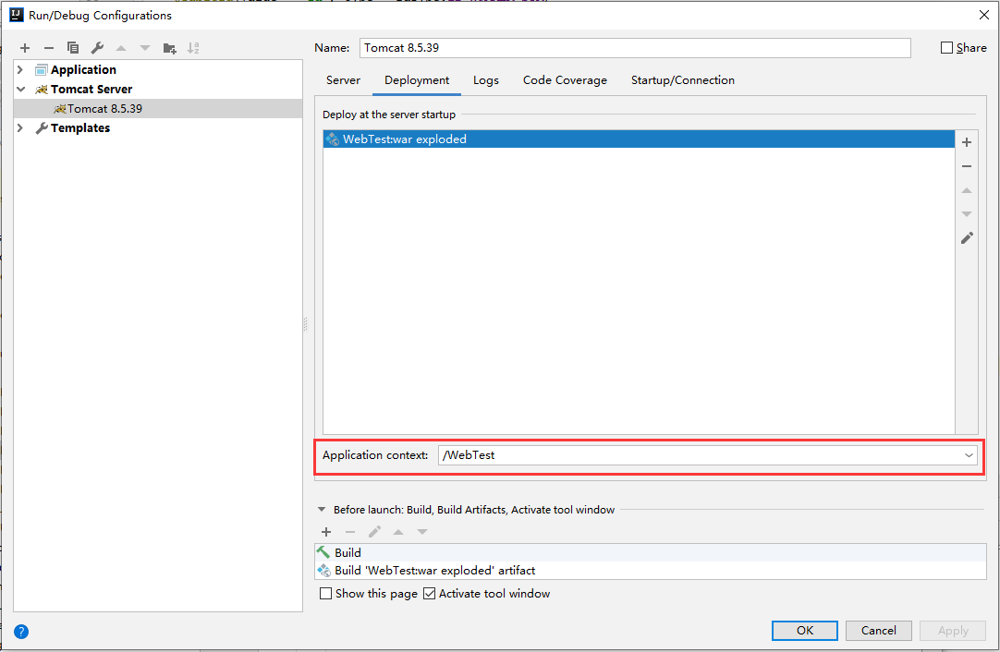 Run/Debug Configurations
Name: Tomcat 8.5.39 Share
Application
Tomcat Server
Tomcat 8.5.39
Templates
Server Deployment Logs Code Coverage Startup/Connection
Deploy at the server startup
WebTest:war exploded
Application context: /WebTest
Before launch: Build, Build Artifacts, Activate tool window
Build
Build 'WebTest:war exploded' artifact
Show this page Activate tool window
OK Cancel Apply